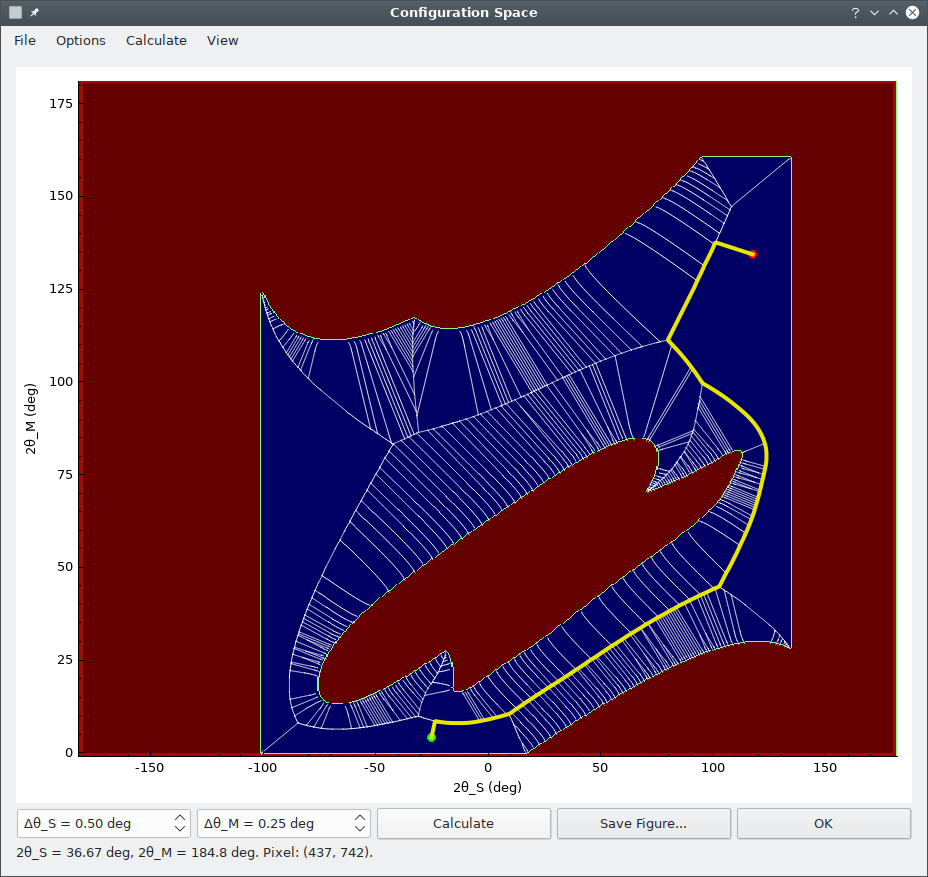 Configuration Space
?
File Options Calculate View
175
150
125
100
75
50
25
0
2θ_M (deg)
-150 -100 -50 0 50 100 150
2θ_S (deg)
Δθ_S = 0.50 deg Δθ_M = 0.25 deg Calculate Save Figure... OK
2θ_S = 36.67 deg, 2θ_M = 184.8 deg. Pixel: (437, 742).